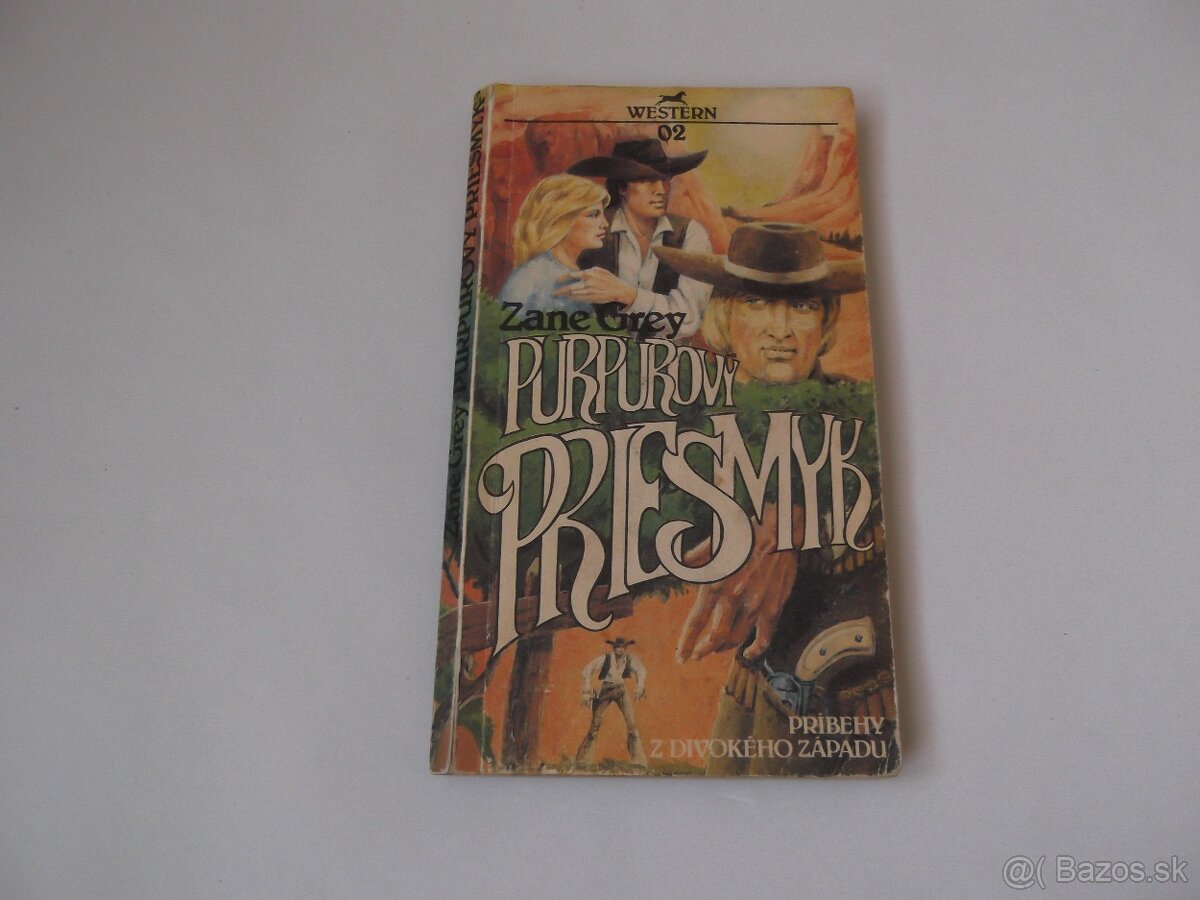 WESTERN
02
Zane Grey
PURPUROVÝ
PRIESMYK
PRÍBEHY
Z DIVOKÉHO ZÁPADU
Zane Grey PURPUROVÝ PRIESMYK
@( Bazos.sk